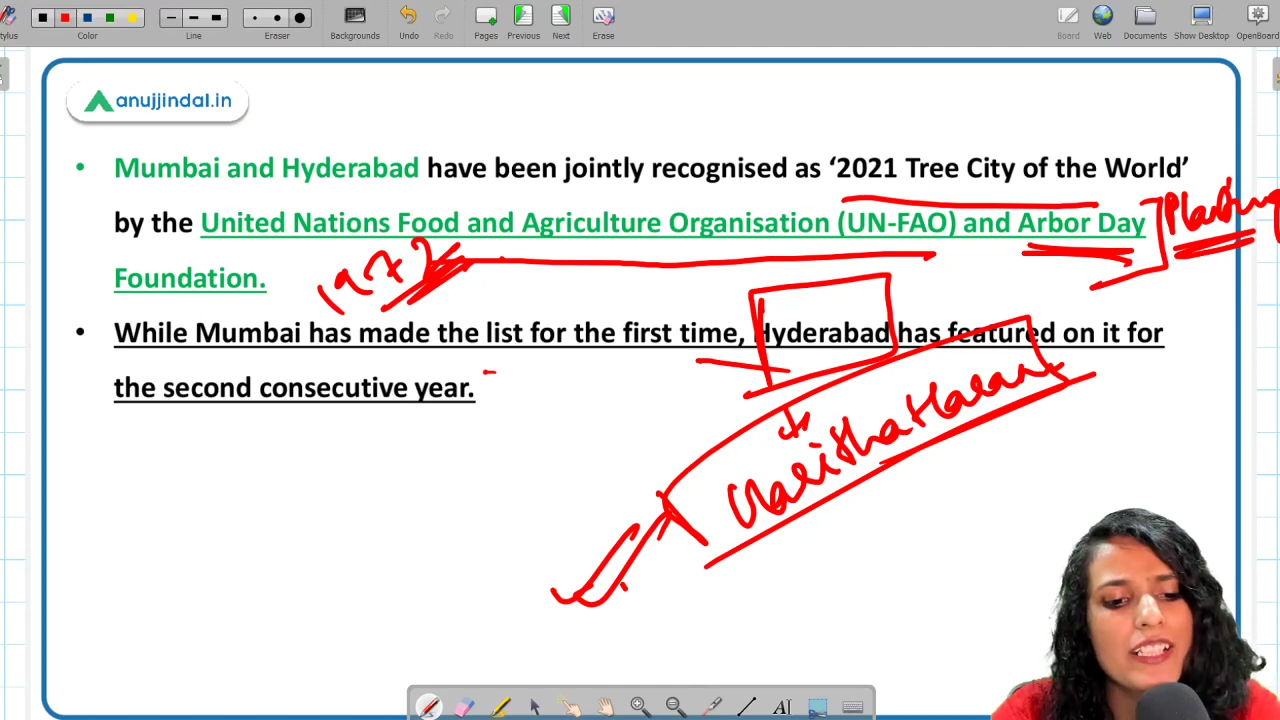 Stylus
Color
Line
Eraser
Backgrounds
Undo
Redo
Pages
Previous
Next
Erase
Board
Web
Documents
Show Desktop
OpenBoard
anujjindal.in
• Mumbai and Hyderabad have been jointly recognised as ‘2021 Tree City of the World’
by the United Nations Food and Agriculture Organisation (UN-FAO) and Arbor Day
Foundation.
1972
• While Mumbai has made the list for the first time, Hyderabad has featured on it for
the second consecutive year.